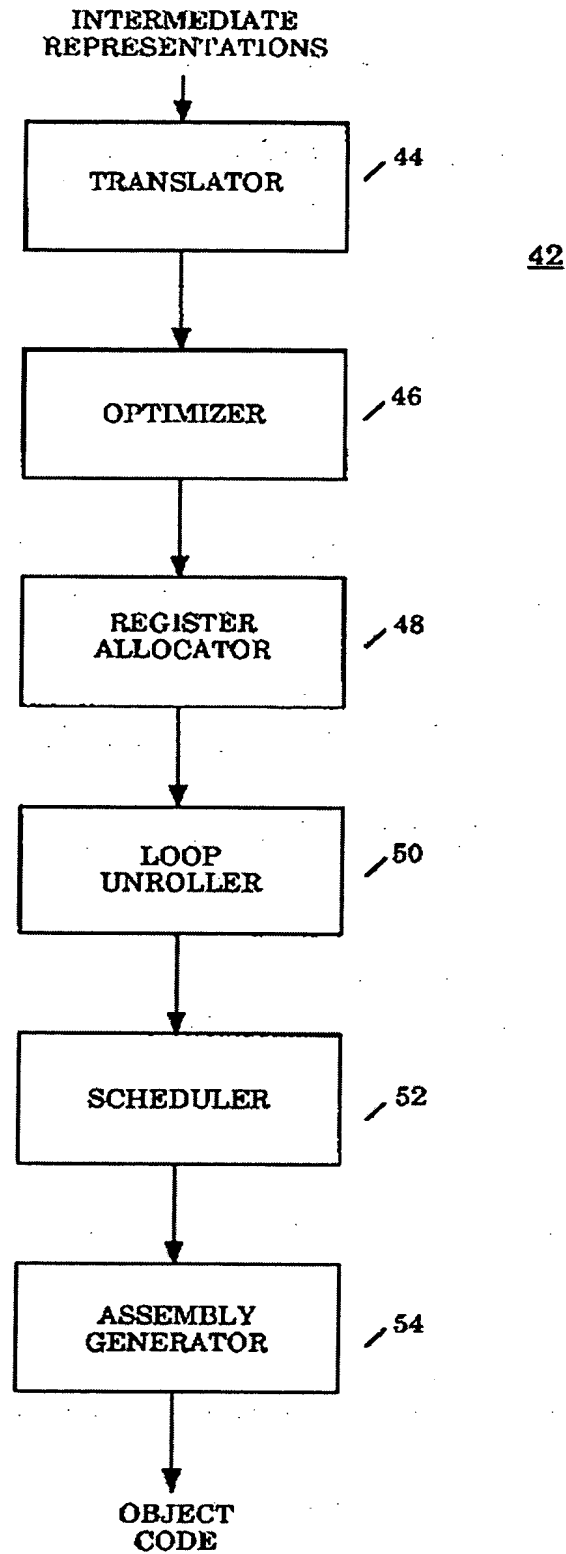 INTERMEDIATE
REPRESENTATIONS
TRANSLATOR
44
42
OPTIMIZER
46
REGISTER
ALLOCATOR
48
LOOP
UNROLLER
50
SCHEDULER
52
ASSEMBLY
GENERATOR
54
OBJECT
CODE